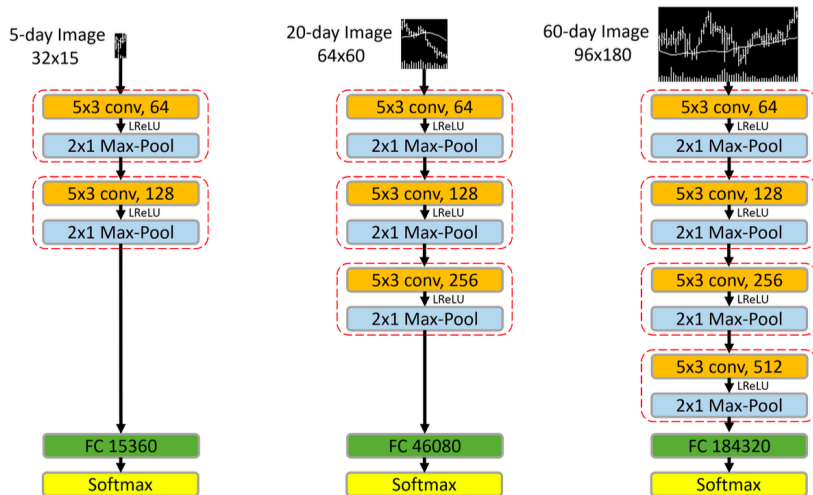 5-day Image
32x15
5x3 conv, 64
LReLU
2x1 Max-Pool
5x3 conv, 128
LReLU
2x1 Max-Pool
FC 15360
Softmax
20-day Image
64x60
5x3 conv, 64
LReLU
2x1 Max-Pool
5x3 conv, 128
LReLU
2x1 Max-Pool
5x3 conv, 256
LReLU
2x1 Max-Pool
FC 46080
Softmax
60-day Image
96x180
5x3 conv, 64
LReLU
2x1 Max-Pool
5x3 conv, 128
LReLU
2x1 Max-Pool
5x3 conv, 256
LReLU
2x1 Max-Pool
5x3 conv, 512
LReLU
2x1 Max-Pool
FC 184320
Softmax